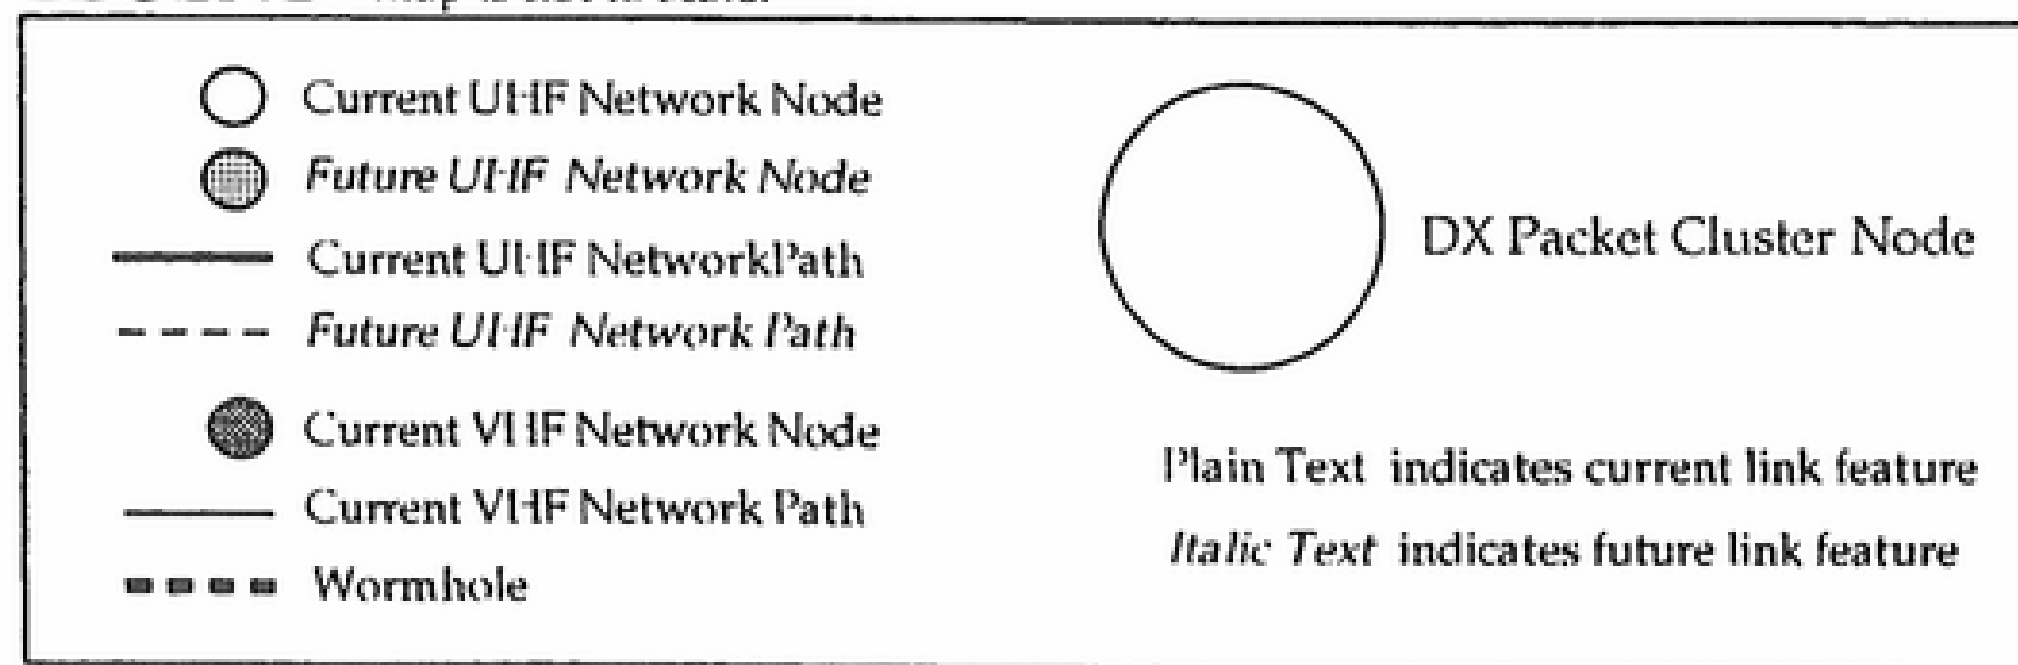 Current UHF Network Node
Future UHF Network Node
Current UHF NetworkPath
Future UHF Network Path
Current VHF Network Node
Current VHF Network Path
Wormhole
DX Packet Cluster Node
Plain Text indicates current link feature
Italic Text indicates future link feature